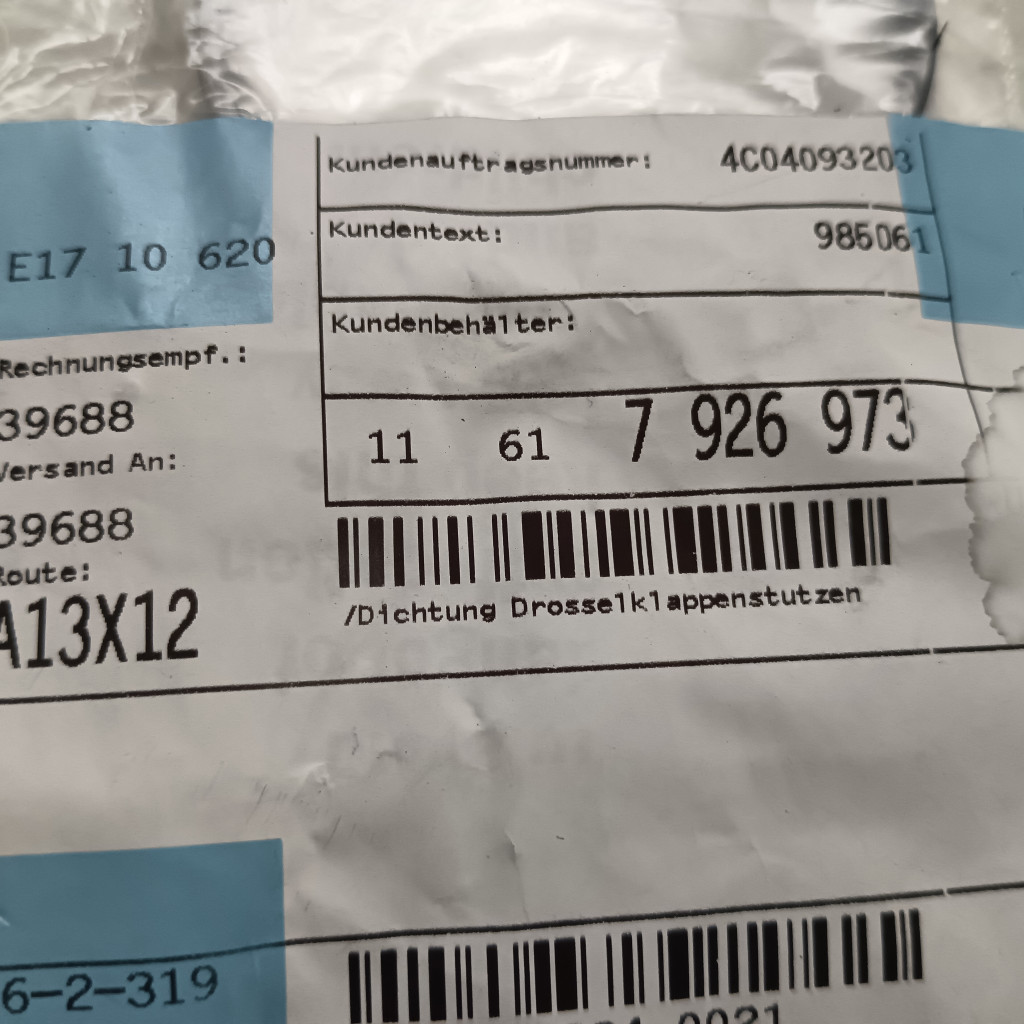 Kundenauftragsnummer: 4C04093203
Kundentext: 985061
E17 10 620
Kundenbehälter:
Rechnungsempf.:
39688
11 61 7 926 973
Versand An:
39688
Route:
/Dichtung Drosselklappenstutzen
A13X12
6-2-319
0021